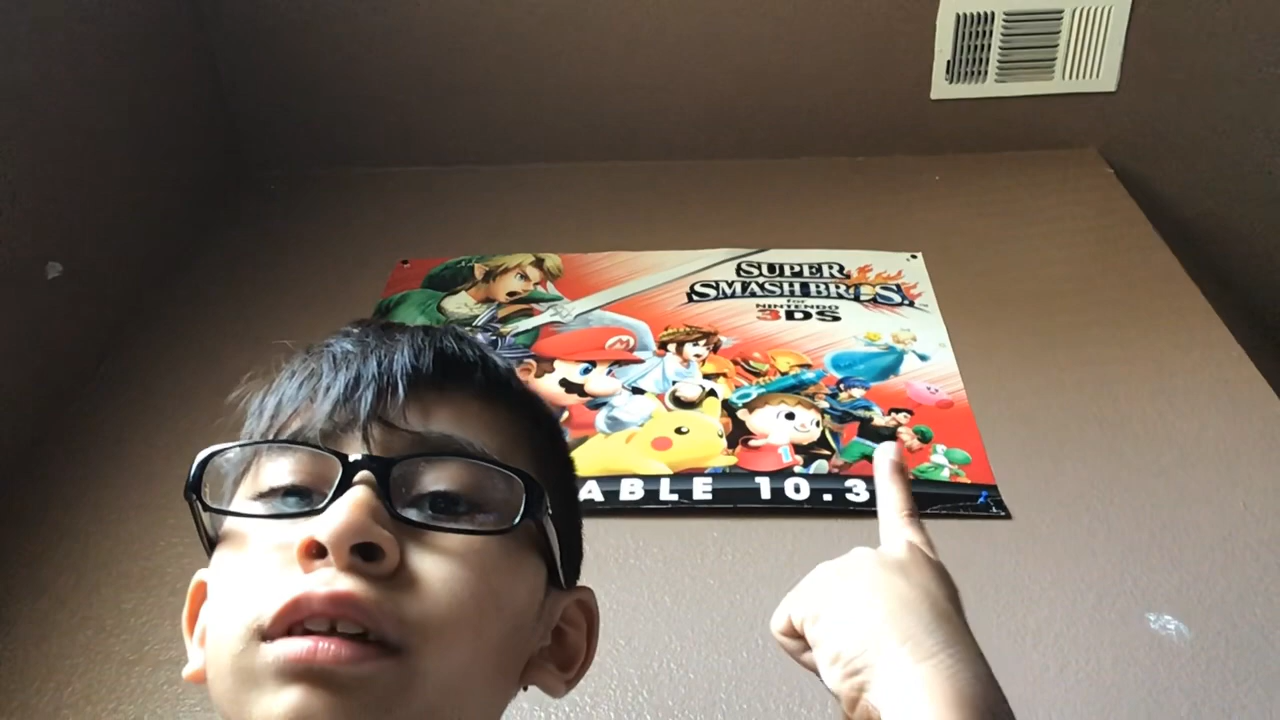 SUPER
SMASH BROS.
for
NINTENDO
3DS
ABLE 10.3